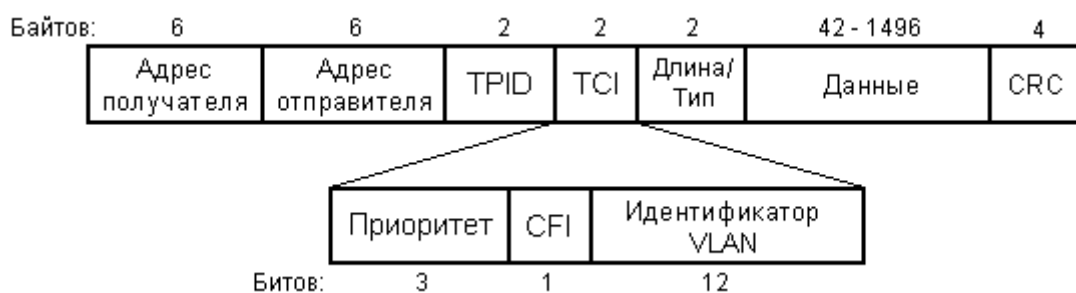 Байтов: 6 6 2 2 2 42 - 1496 4
Адрес получателя Адрес отправителя TPID TCI Длина/ Тип Данные CRC
Приоритет CFI Идентификатор VLAN
Битов: 3 1 12